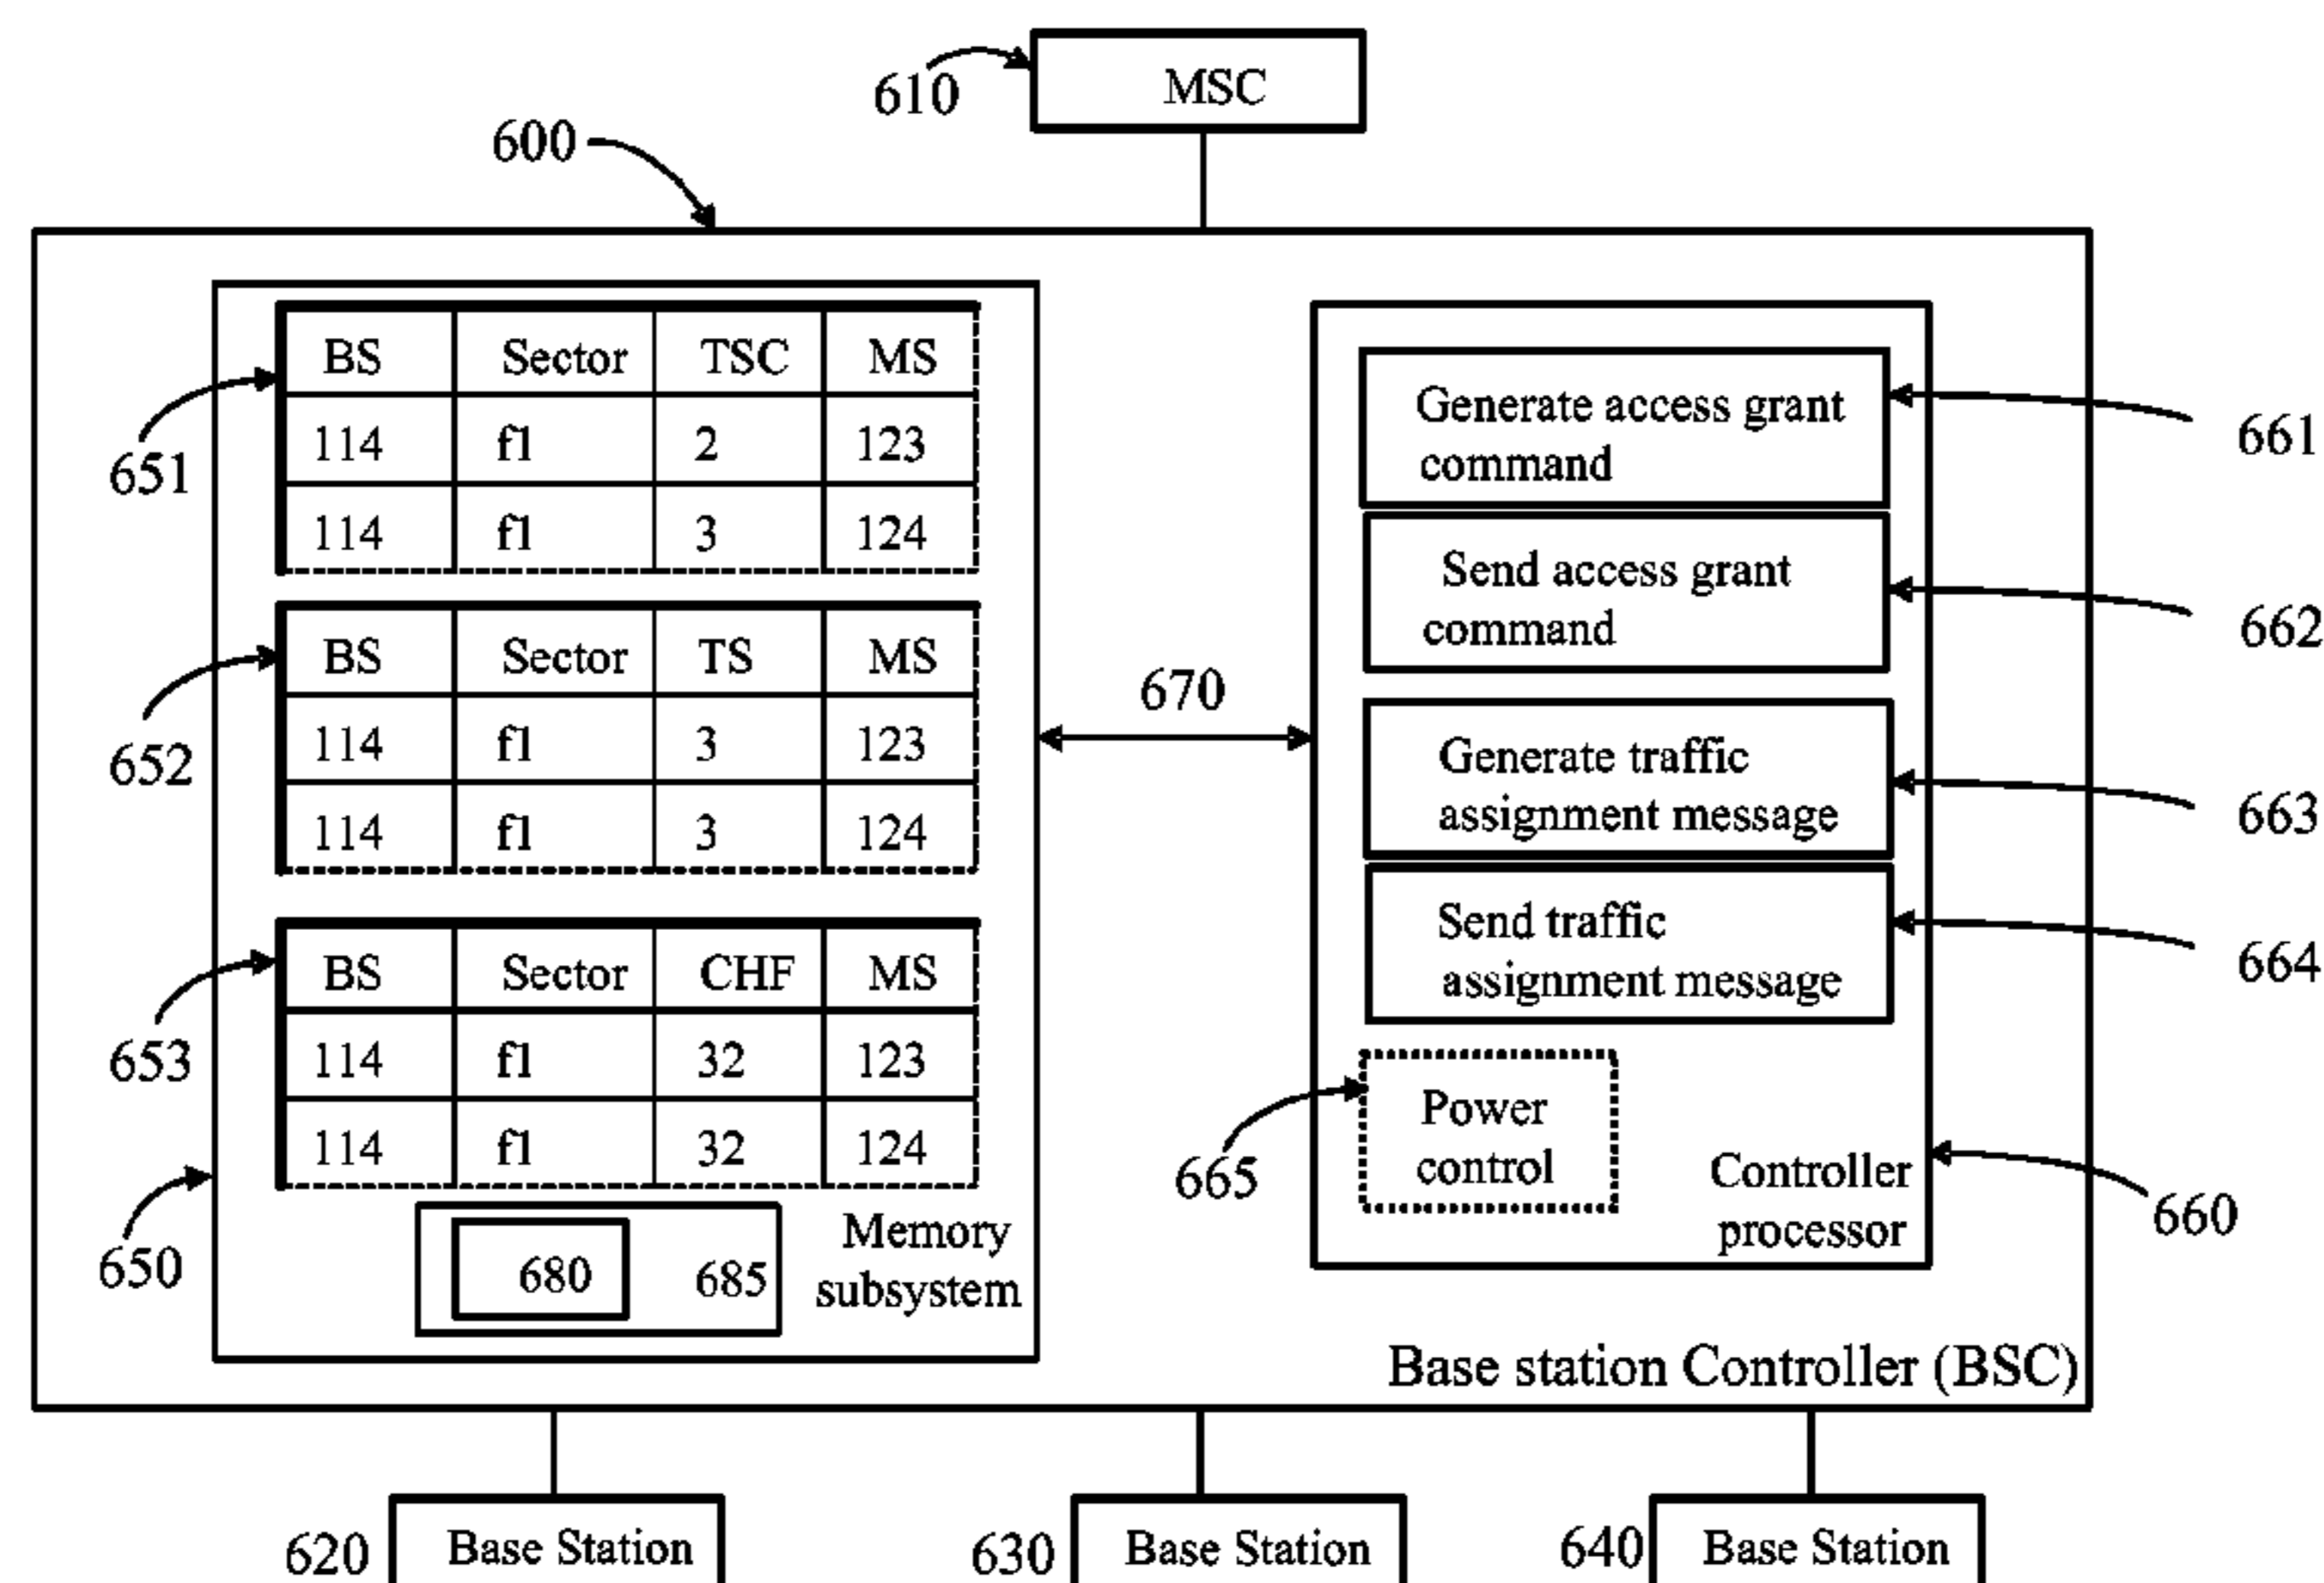 MSC
610
600
BS Sector TSC MS
114 f1 2 123
114 f1 3 124
651
BS Sector TS MS
114 f1 3 123
114 f1 3 124
652
BS Sector CHF MS
114 f1 32 123
114 f1 32 124
653
650
680 685
Memory
subsystem
670
Generate access grant
command
661
Send access grant
command
662
Generate traffic
assignment message
663
Send traffic
assignment message
664
Power
control
665
Controller
processor
660
Base station Controller (BSC)
620 Base Station
630 Base Station
640 Base Station